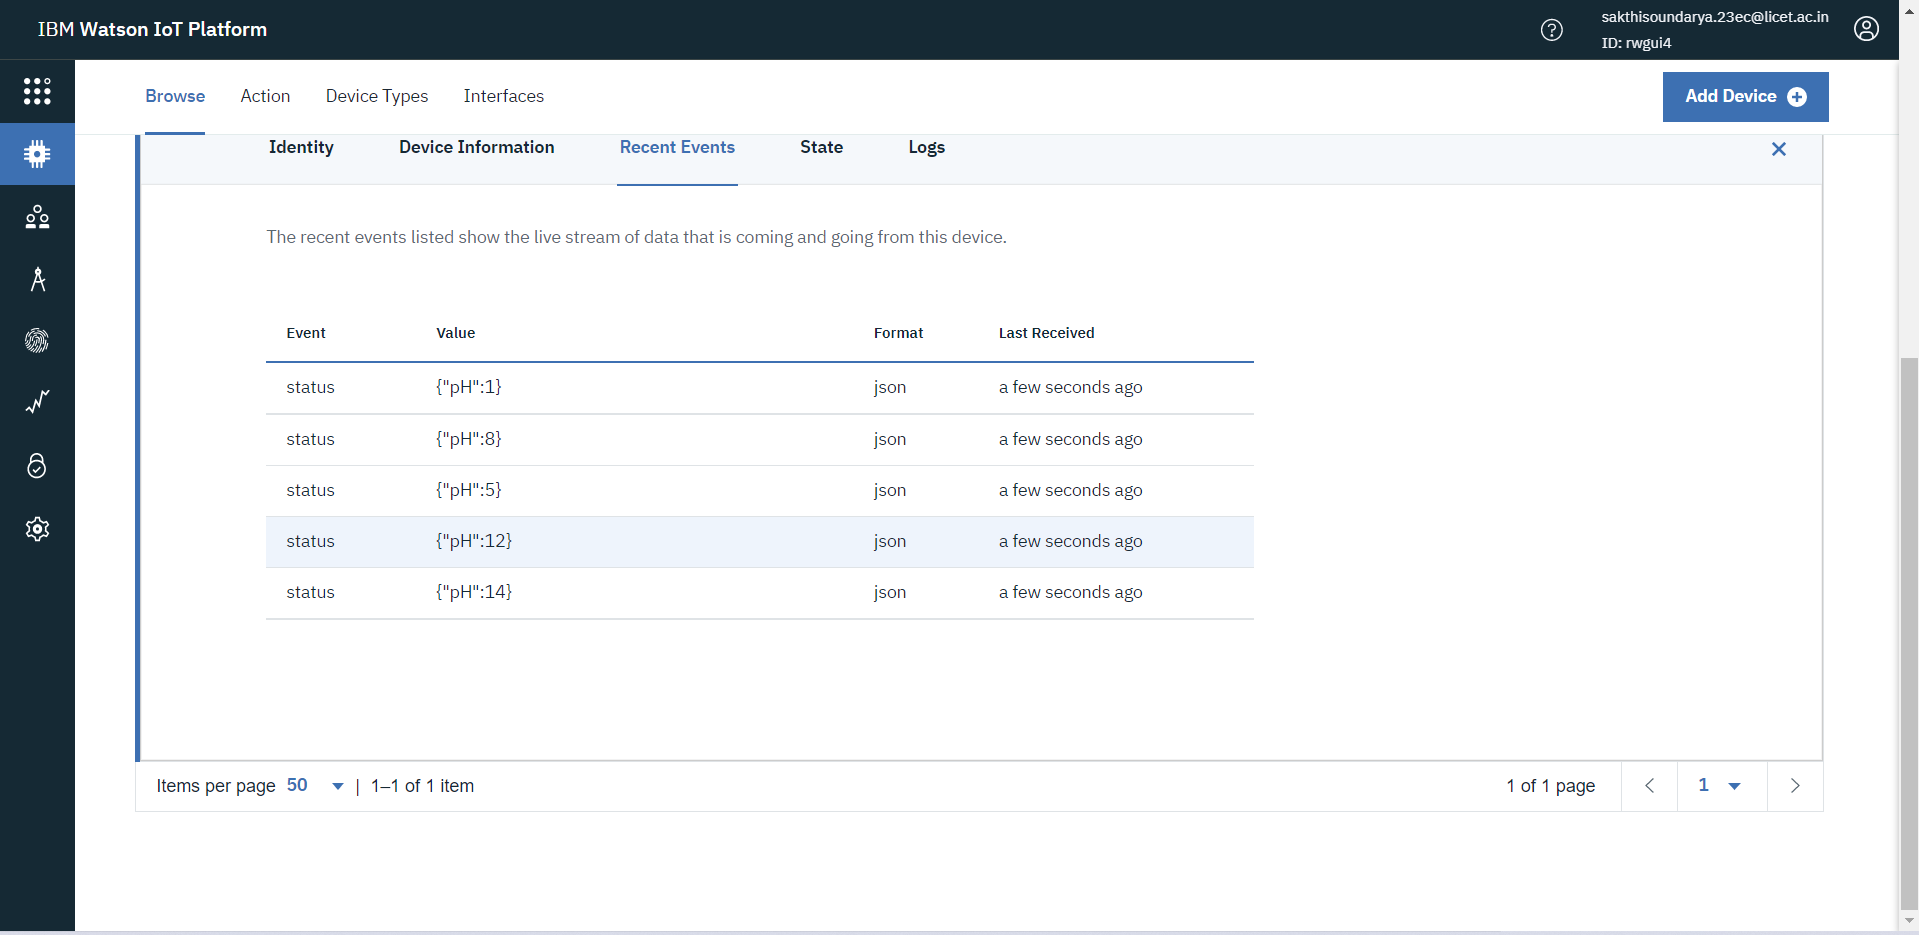 IBM Watson IoT Platform
sakthisoundarya.23ec@licet.ac.in
ID: rwgui4
Browse Action Device Types Interfaces
Add Device
Identity Device Information Recent Events State Logs
The recent events listed show the live stream of data that is coming and going from this device.
Event Value Format Last Received
status {"pH":1} json a few seconds ago
status {"pH":8} json a few seconds ago
status {"pH":5} json a few seconds ago
status {"pH":12} json a few seconds ago
status {"pH":14} json a few seconds ago
Items per page 50 | 1–1 of 1 item 1 of 1 page 1